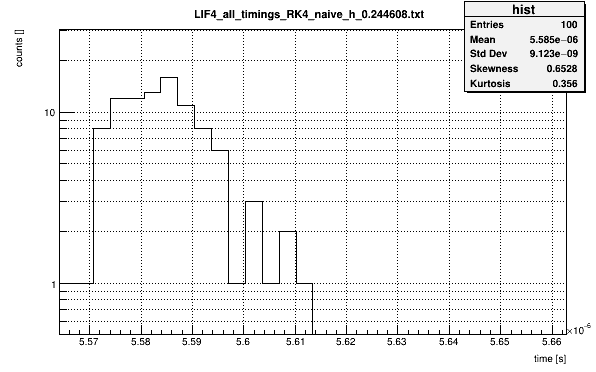 LIF4_all_timings_RK4_naive_h_0.244608.txt
hist
Entries 100
Mean 5.585e−06
Std Dev 9.123e−09
Skewness 0.6528
Kurtosis 0.356
counts []
10
1
5.57 5.58 5.59 5.6 5.61 5.62 5.63 5.64 5.65 5.66
×10⁻⁶
time [s]